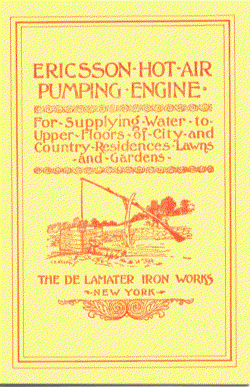 ERICSSON·HOT·AIR
PUMPING·ENGINE·
For·Supplying·Water·to·
Upper·Floors·of·City·and
Country·Residences·Lawns
·and·Gardens·
THE DE LAMATER IRON WORKS
NEW YORK